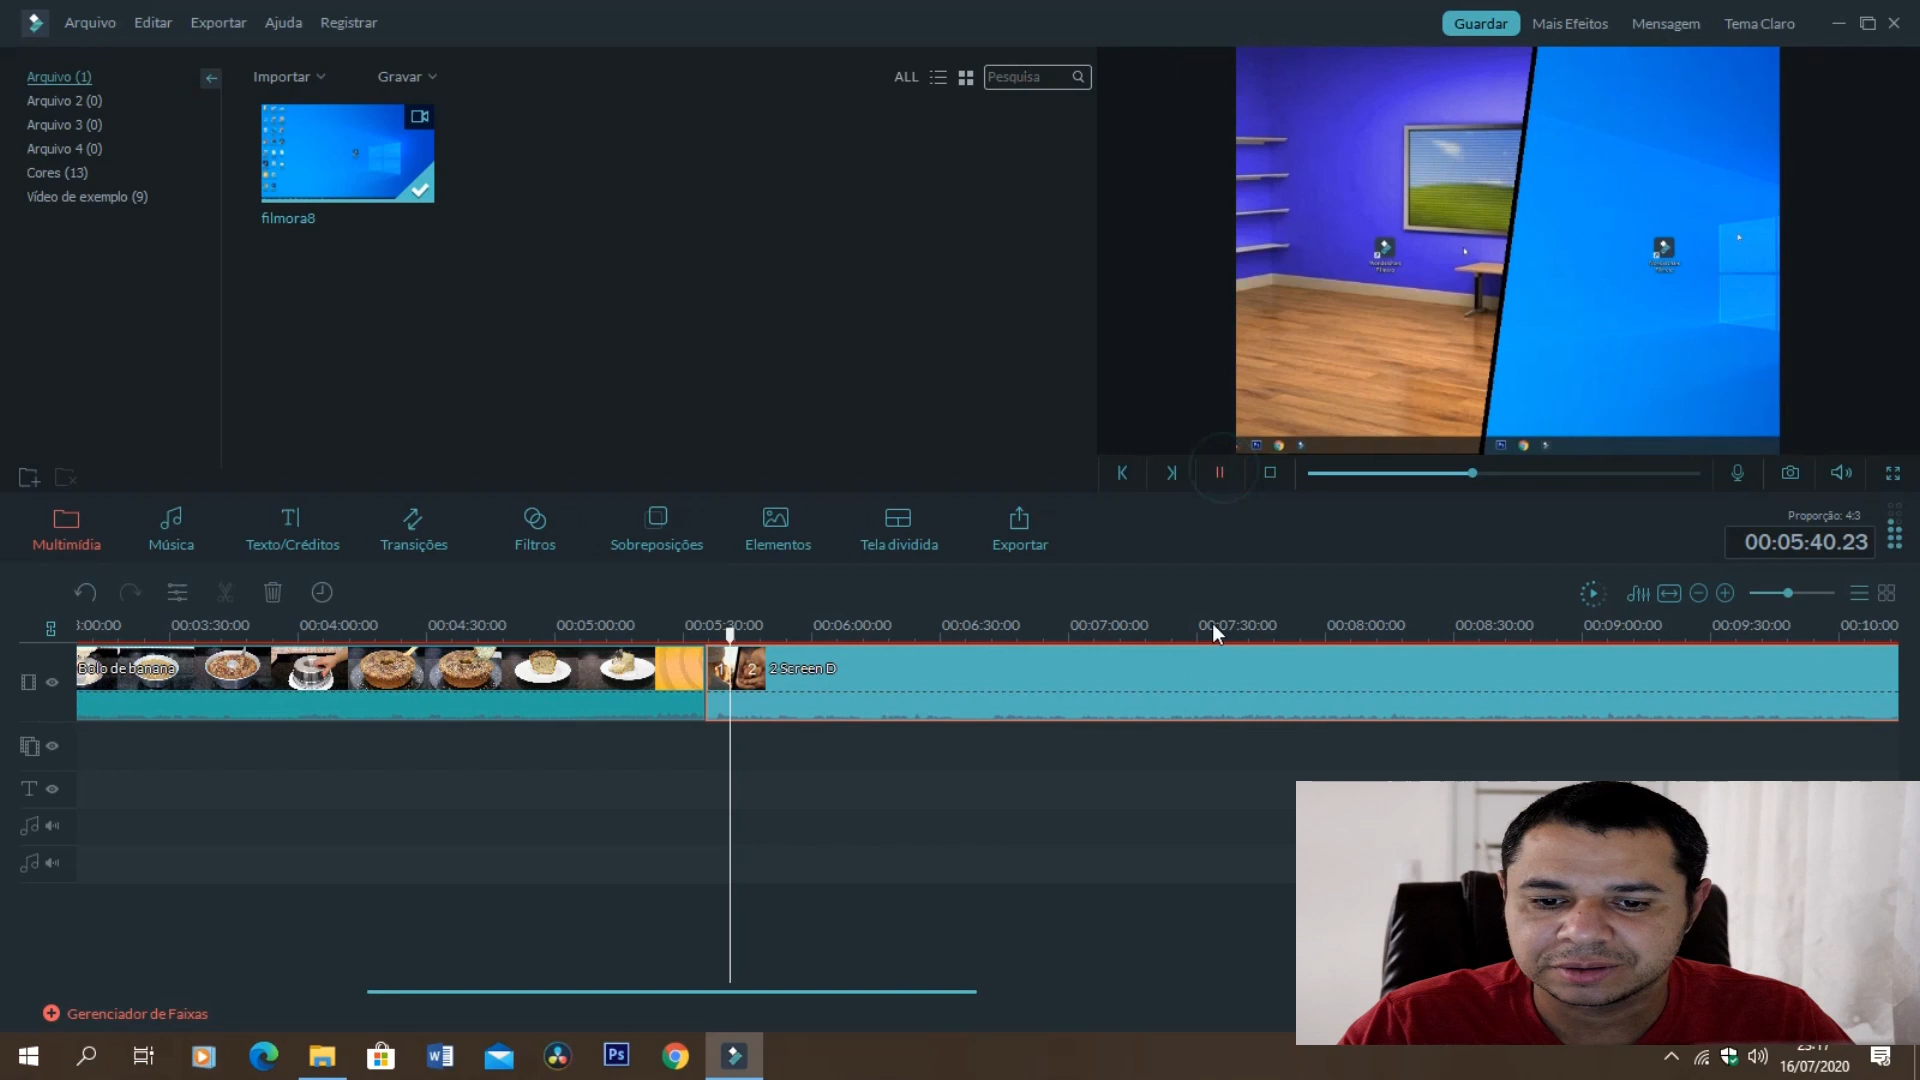 Arquivo Editar Exportar Ajuda Registrar
Guardar Mais Efeitos Mensagem Tema Claro
Arquivo (1)
Arquivo 2 (0)
Arquivo 3 (0)
Arquivo 4 (0)
Cores (13)
Vídeo de exemplo (9)
Importar Gravar ALL Pesquisa
filmora8
Multimídia Música Texto/Créditos Transições Filtros Sobreposições Elementos Tela dividida Exportar
Proporção: 4:3
00:05:40.23
00:03:30:00 00:04:00:00 00:04:30:00 00:05:00:00 00:05:30:00 00:06:00:00 00:06:30:00 00:07:00:00 00:07:30:00 00:08:00:00 00:08:30:00 00:09:00:00 00:09:30:00 00:10:00
Bolo de banana
1 2 2 Screen D
Gerenciador de Faixas
Ps
16/07/2020